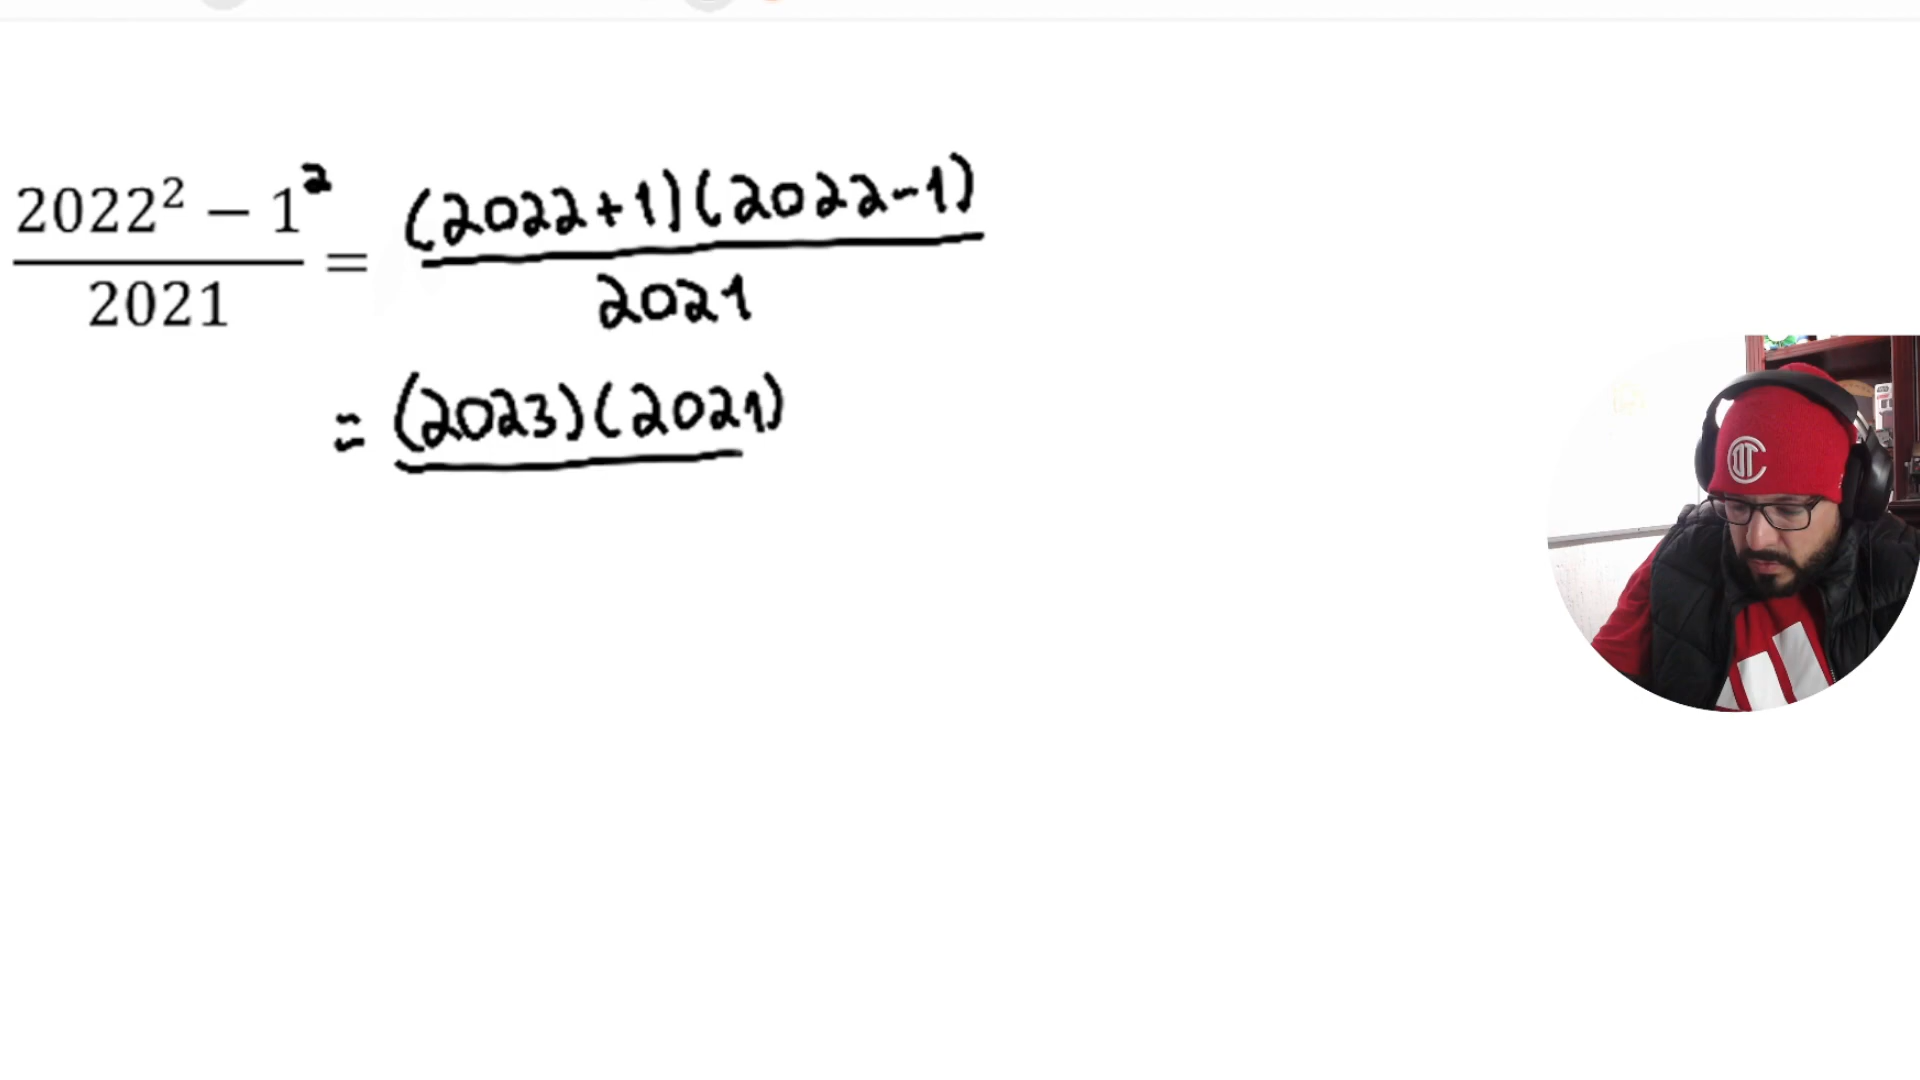 2022² − 1² = (2022+1)(2022−1)
2021 2021
= (2023)(2021)